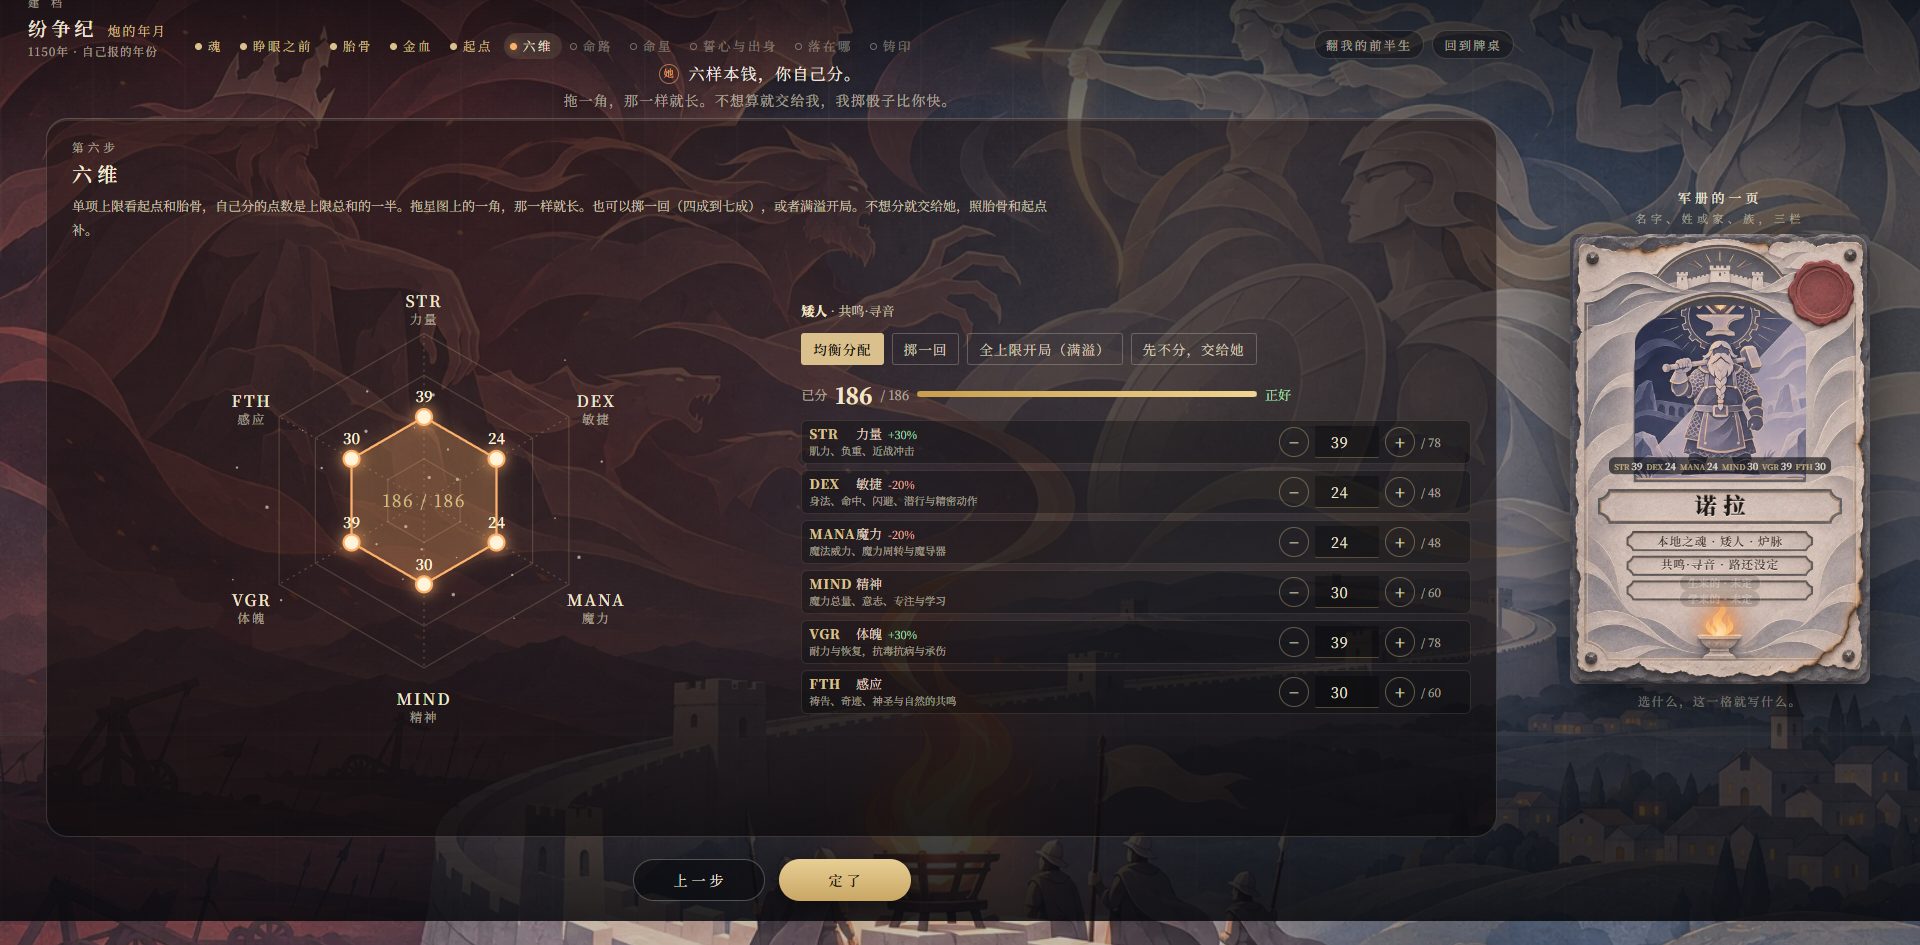 建 档
纷争纪 炮的年月
1150年 · 自己报的年份
魂 睁眼之前 胎骨 金血 起点 六维 命路 命星 誓心与出身 落在哪 铸印
翻我的前半生 回到牌桌
她 六样本钱，你自己分。
拖一角，那一样就长。不想算就交给我，我掷骰子比你快。
第六步
六维
单项上限看起点和胎骨，自己分的点数是上限总和的一半。拖星图上的一角，那一样就长。也可以掷一回（四成到七成），或者满溢开局。不想分就交给她，照胎骨和起点
补。
STR
力量
FTH
感应
DEX
敏捷
39
30
24
186 / 186
39
24
30
VGR
体魄
MANA
魔力
MIND
精神
矮人 · 共鸣·寻音
均衡分配 掷一回 全上限开局（满溢） 先不分，交给她
已分 186 / 186 正好
STR 力量 +30%
肌力、负重、近战冲击
− 39 + / 78
DEX 敏捷 -20%
身法、命中、闪避、潜行与精密动作
− 24 + / 48
MANA 魔力 -20%
魔法威力、魔力周转与魔导器
− 24 + / 48
MIND 精神
魔力总量、意志、专注与学习
− 30 + / 60
VGR 体魄 +30%
耐力与恢复，抗毒抗病与承伤
− 39 + / 78
FTH 感应
祷告、奇迹、神圣与自然的共鸣
− 30 + / 60
上一步 定了
军册的一页
名字、姓或家、族，三栏
STR 39 DEX 24 MANA 24 MIND 30 VGR 39 FTH 30
诺拉
本地之魂 · 矮人 · 炉脉
共鸣·寻音 · 路还没定
生来的 · 未定
学来的 · 未定
选什么，这一格就写什么。